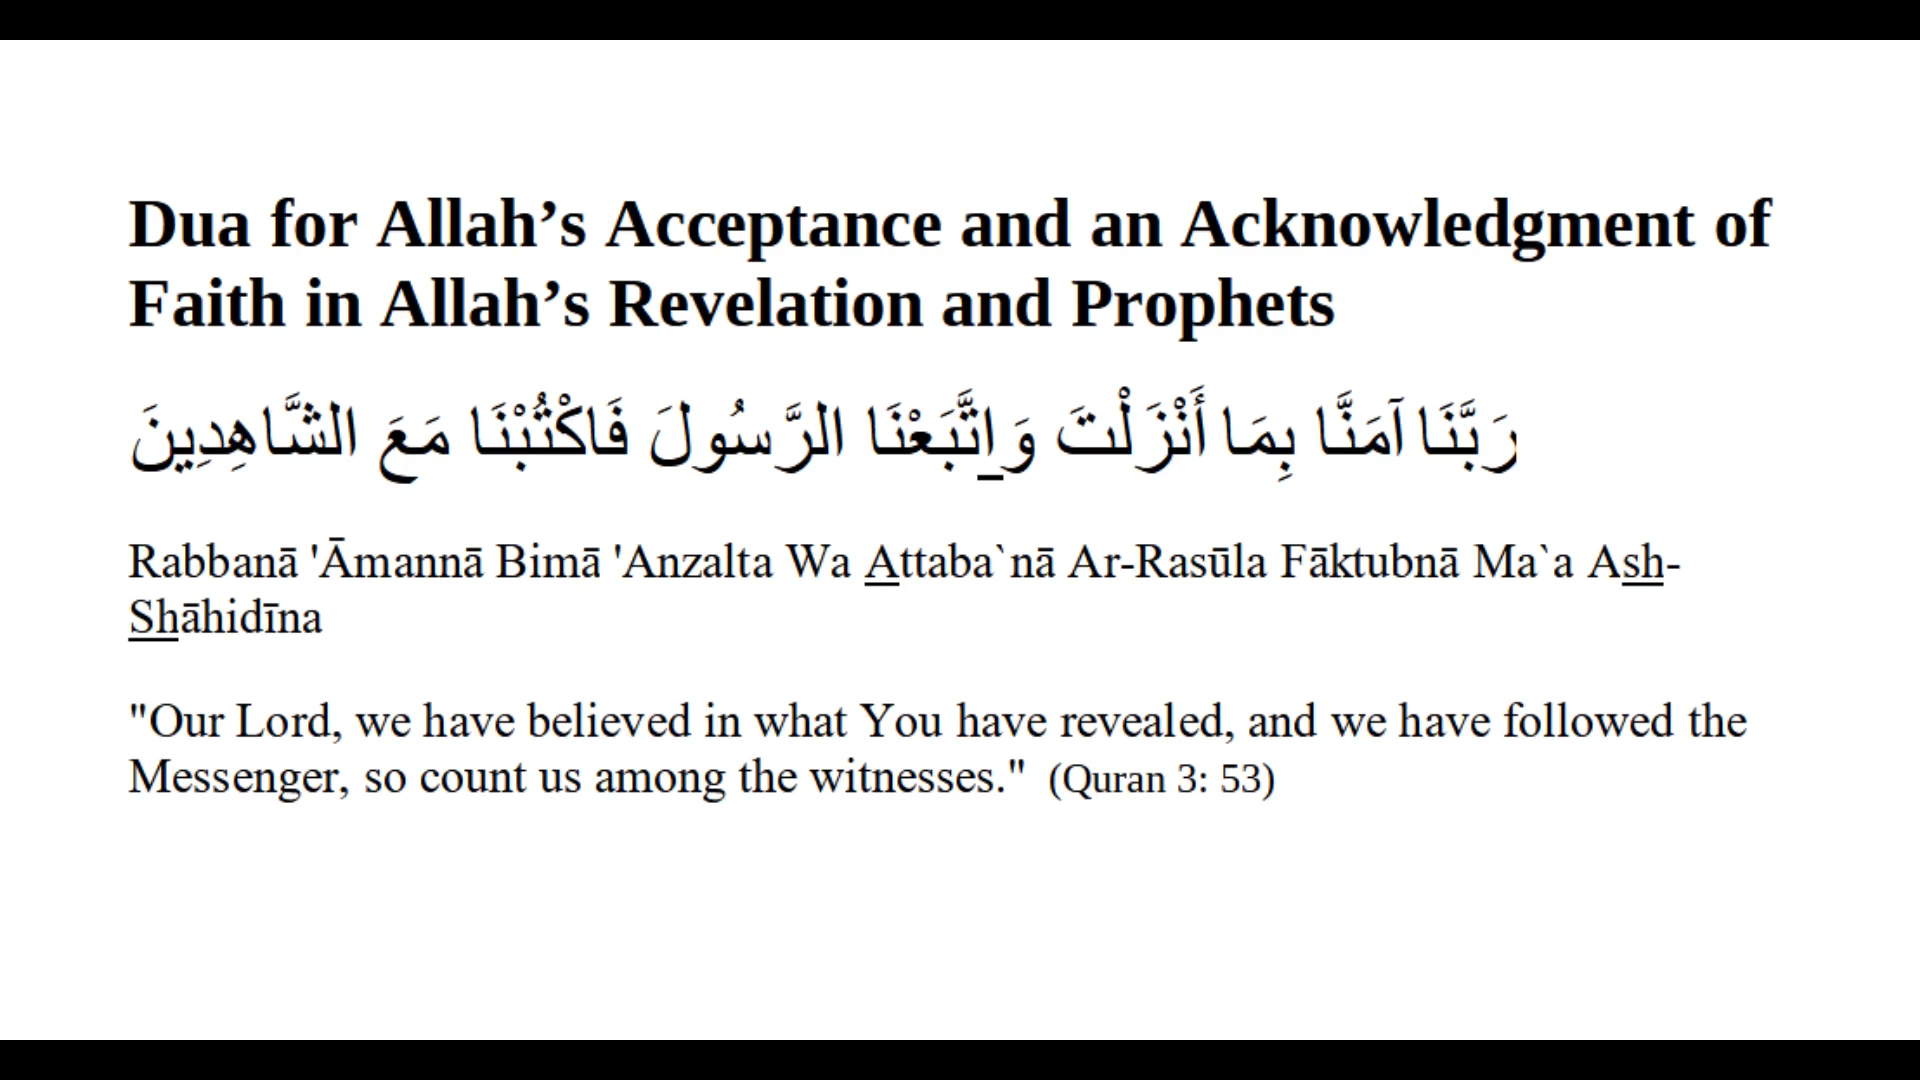 Dua for Allah’s Acceptance and an Acknowledgment of
Faith in Allah’s Revelation and Prophets
رَبَّنَا آمَنَّا بِمَا أَنْزَلْتَ وَاِتَّبَعْنَا الرَّسُولَ فَاكْتُبْنَا مَعَ الشَّاهِدِينَ
Rabbanā 'Āmannā Bimā 'Anzalta Wa Attaba`nā Ar-Rasūla Fāktubnā Ma`a Ash-
Shāhidīna
"Our Lord, we have believed in what You have revealed, and we have followed the
Messenger, so count us among the witnesses." (Quran 3: 53)